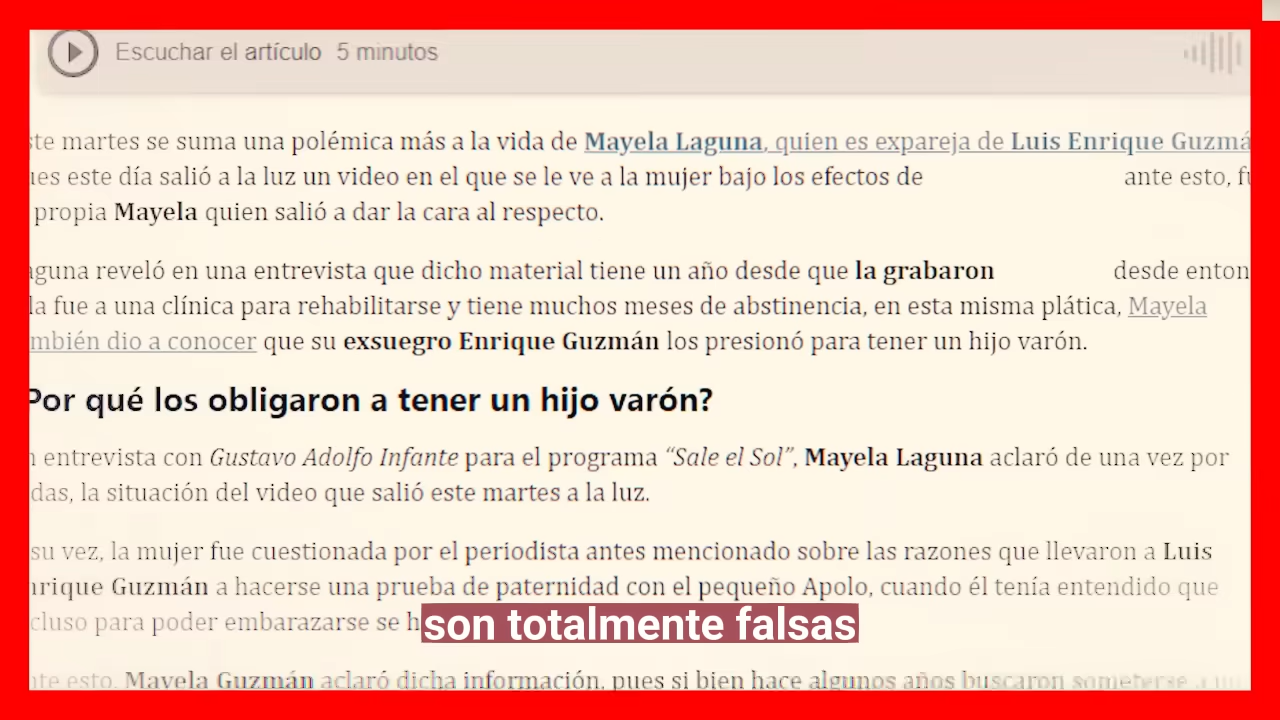 Escuchar el artículo 5 minutos
ste martes se suma una polémica más a la vida de Mayela Laguna, quien es expareja de Luis Enrique Guzmá
ues este día salió a la luz un video en el que se le ve a la mujer bajo los efectos de ante esto, fu
propia Mayela quien salió a dar la cara al respecto.
aguna reveló en una entrevista que dicho material tiene un año desde que la grabaron desde enton
la fue a una clínica para rehabilitarse y tiene muchos meses de abstinencia, en esta misma plática, Mayela
mbién dio a conocer que su exsuegro Enrique Guzmán los presionó para tener un hijo varón.
Por qué los obligaron a tener un hijo varón?
n entrevista con Gustavo Adolfo Infante para el programa “Sale el Sol”, Mayela Laguna aclaró de una vez por
das, la situación del video que salió este martes a la luz.
su vez, la mujer fue cuestionada por el periodista antes mencionado sobre las razones que llevaron a Luis
nrique Guzmán a hacerse una prueba de paternidad con el pequeño Apolo, cuando él tenía entendido que
cluso para poder embarazarse se h
son totalmente falsas
nte esto, Mayela Guzmán aclaró dicha información, pues si bien hace algunos años buscaron someterse a